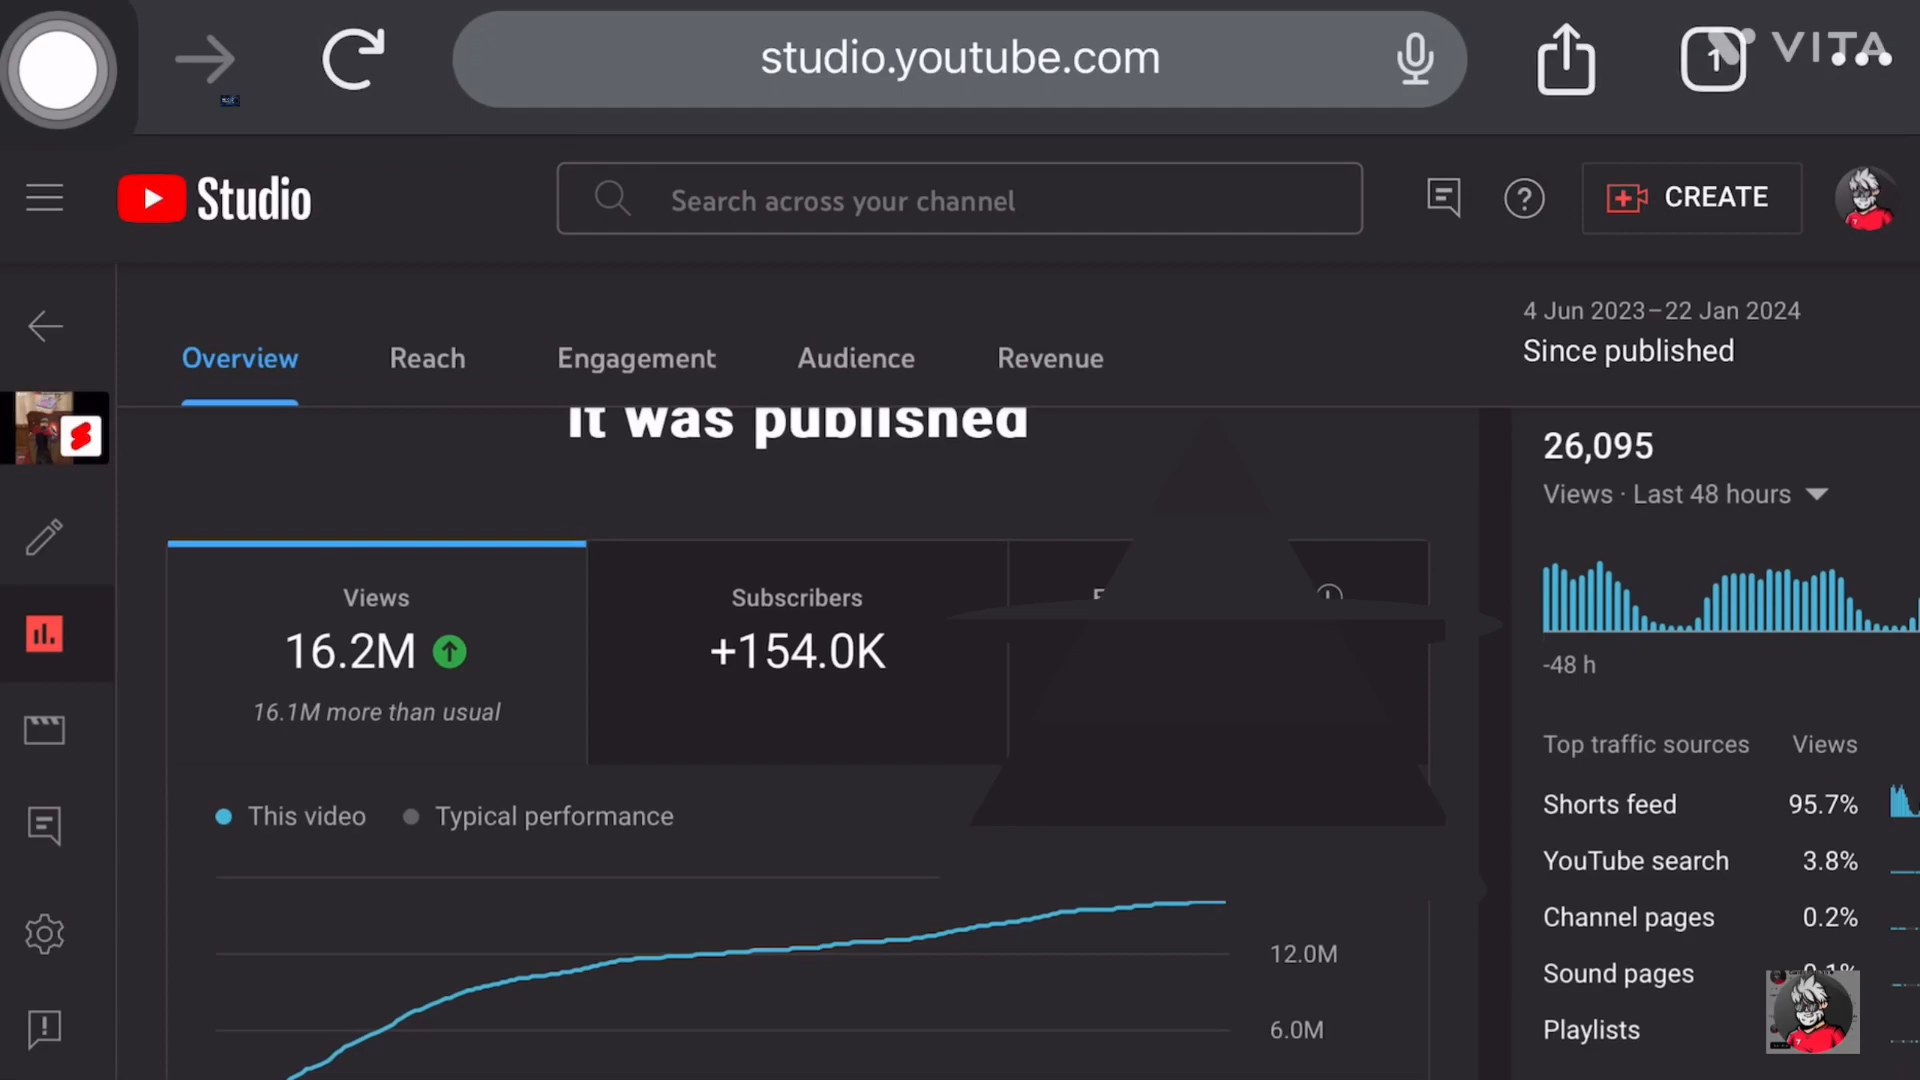 studio.youtube.com
1
VITA
Studio
Search across your channel
CREATE
Overview
Reach
Engagement
Audience
Revenue
4 Jun 2023–22 Jan 2024
Since published
it was published
26,095
Views · Last 48 hours
-48 h
Views
16.2M
16.1M more than usual
Subscribers
+154.0K
This video
Typical performance
12.0M
6.0M
Top traffic sources
Views
Shorts feed
95.7%
YouTube search
3.8%
Channel pages
0.2%
Sound pages
Playlists